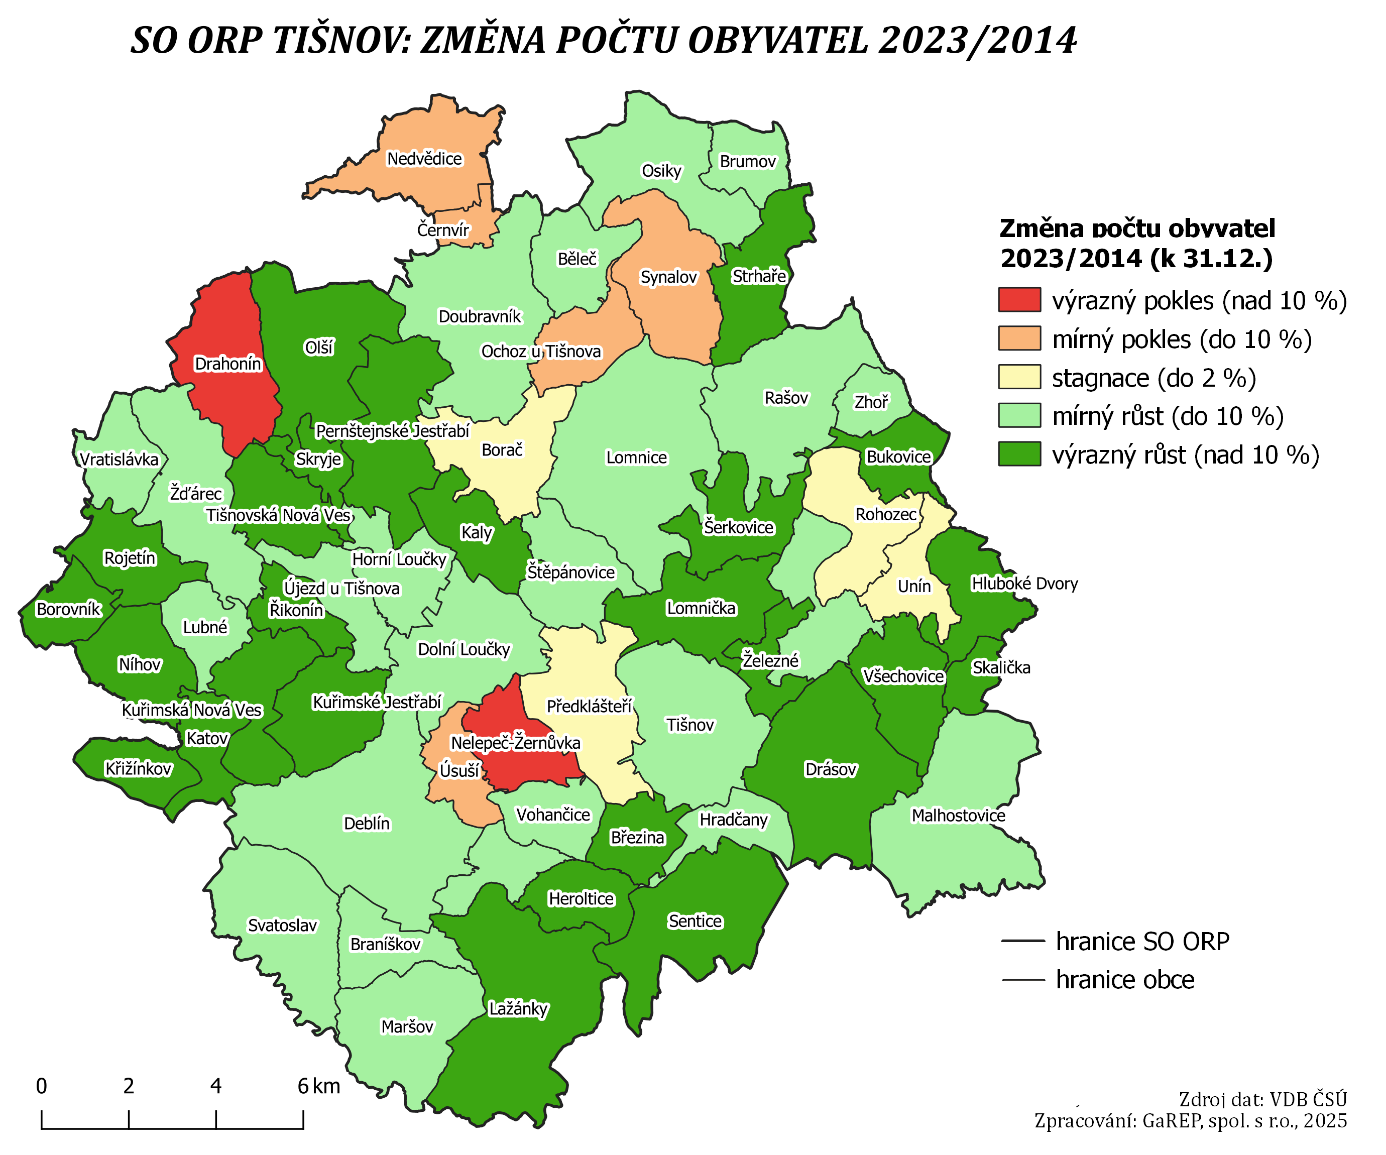 SO ORP TIŠNOV: ZMĚNA POČTU OBYVATEL 2023/2014
Nedvědice
Osiky
Brumov
Černvír
Změna počtu obyvatel
2023/2014 (k 31.12.)
výrazný pokles (nad 10 %)
mírný pokles (do 10 %)
stagnace (do 2 %)
mírný růst (do 10 %)
výrazný růst (nad 10 %)
Běleč
Synalov
Strhaře
Doubravník
Olší
Ochoz u Tišnova
Drahonín
Rašov
Zhoř
Pernštejnské Jestřabí
Borač
Lomnice
Bukovice
Vratislávka
Skryje
Žďárec
Tišnovská Nová Ves
Rohozec
Šerkovice
Kaly
Rojetín
Horní Loučky
Štěpánovice
Újezd u Tišnova
Unín
Hluboké Dvory
Borovník
Řikonín
Lomnička
Lubné
Dolní Loučky
Níhov
Železné
Skalička
Všechovice
Kuřimská Nová Ves
Kuřimské Jestřabí
Předklášteří
Tišnov
Katov
Nelepeč-Žernůvka
Křižínkov
Úsuší
Drásov
Deblín
Vohančice
Hradčany
Malhostovice
Březina
Heroltice
Svatoslav
Sentice
Braníškov
hranice SO ORP
hranice obce
Lažánky
Maršov
0 2 4 6 km
Zdroj dat: VDB ČSÚ
Zpracování: GaREP, spol. s r.o., 2025